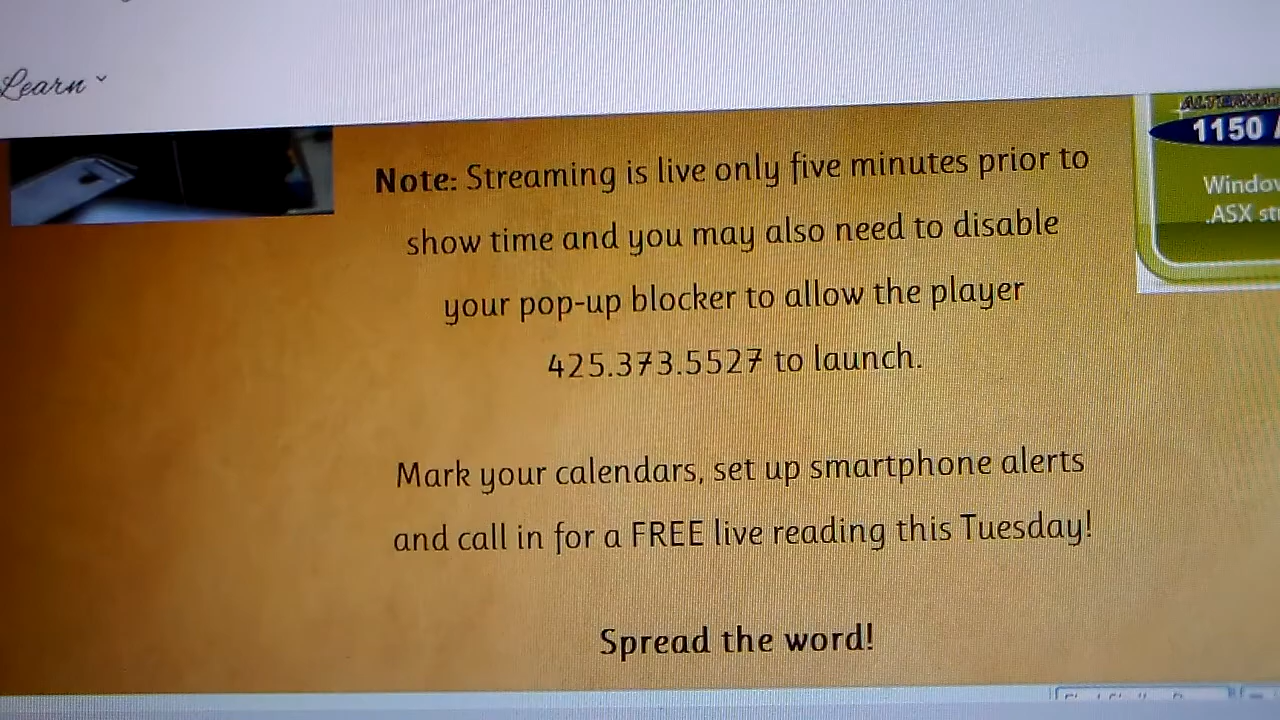 Learn
Note: Streaming is live only five minutes prior to
show time and you may also need to disable
your pop-up blocker to allow the player
425.373.5527 to launch.
Mark your calendars, set up smartphone alerts
and call in for a FREE live reading this Tuesday!
Spread the word!
1150
.ASX